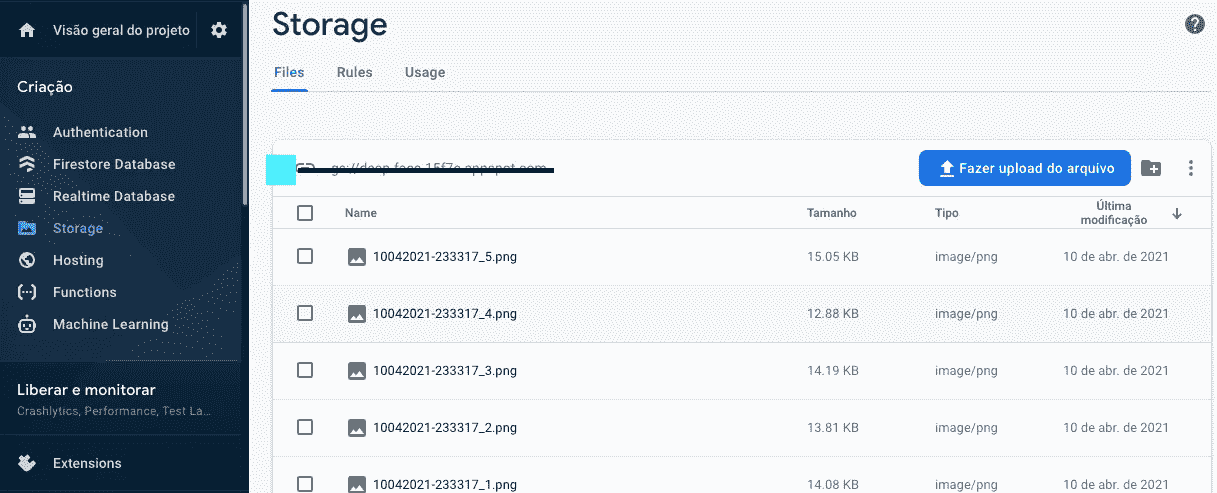 Visão geral do projeto
Criação
Authentication
Firestore Database
Realtime Database
Storage
Hosting
Functions
Machine Learning
Liberar e monitorar
Crashlytics, Performance, Test La...
Extensions
Storage
Files Rules Usage
Fazer upload do arquivo
Name Tamanho Tipo Última modificação
10042021-233317_5.png 15.05 KB image/png 10 de abr. de 2021
10042021-233317_4.png 12.88 KB image/png 10 de abr. de 2021
10042021-233317_3.png 14.19 KB image/png 10 de abr. de 2021
10042021-233317_2.png 13.81 KB image/png 10 de abr. de 2021
10042021-233317_1.png 14.08 KB image/png 10 de abr. de 2021